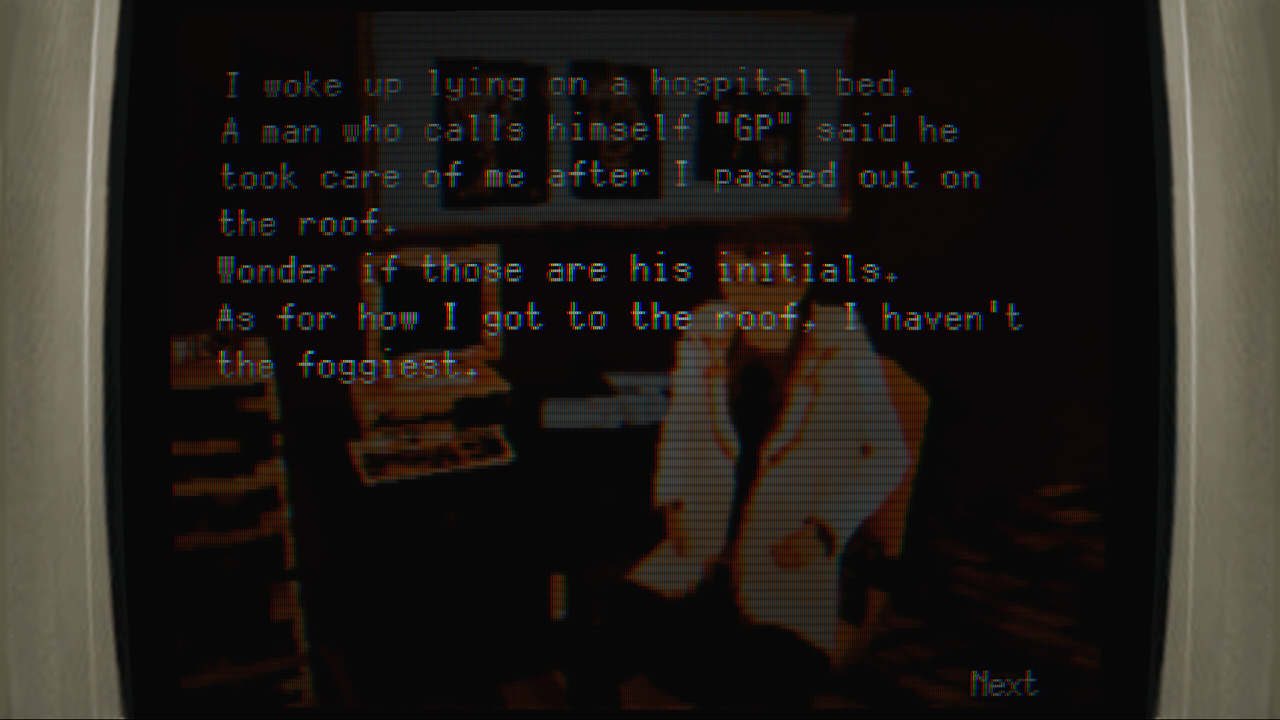 I woke up lying on a hospital bed.
A man who calls himself "GP" said he
took care of me after I passed out on
the roof.
Wonder if those are his initials.
As for how I got to the roof, I haven't
the foggiest.
Next